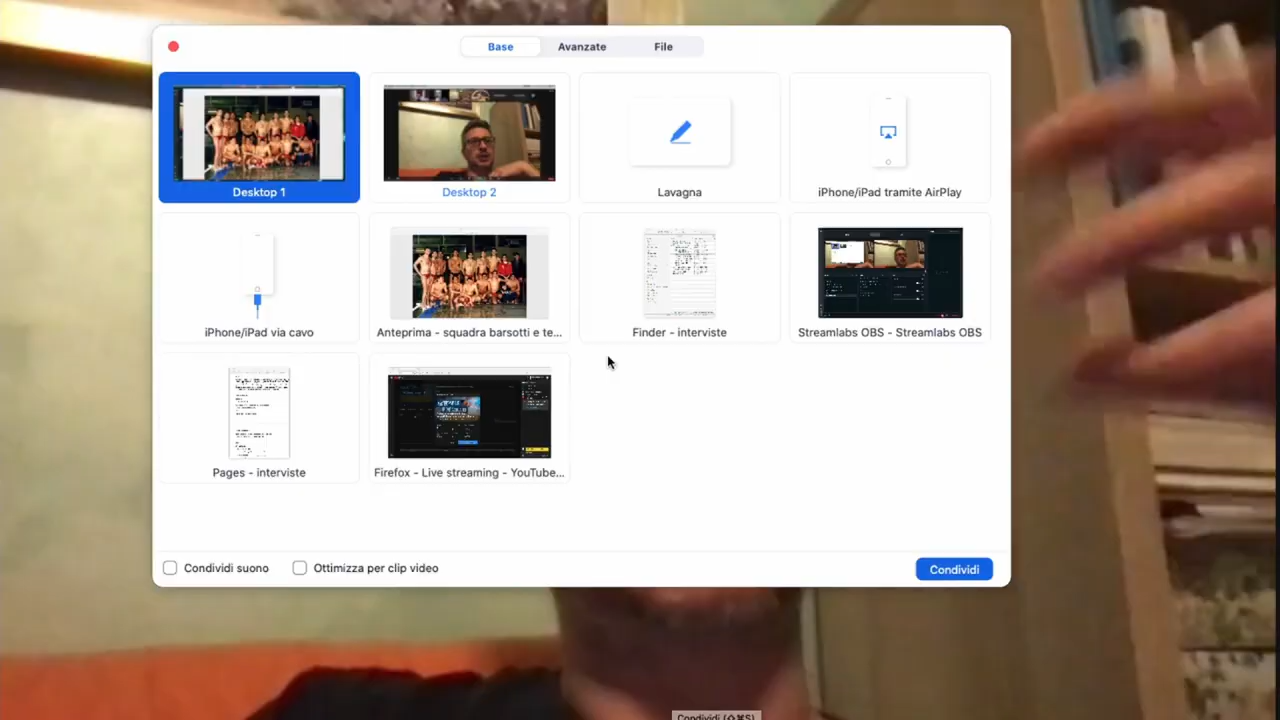 Base
Avanzate
File
Desktop 1
Desktop 2
Lavagna
iPhone/iPad tramite AirPlay
iPhone/iPad via cavo
Anteprima - squadra barsotti e te...
Finder - interviste
Streamlabs OBS - Streamlabs OBS
Pages - interviste
Firefox - Live streaming - YouTube...
Condividi suono
Ottimizza per clip video
Condividi
Condividi (⇧⌘S)